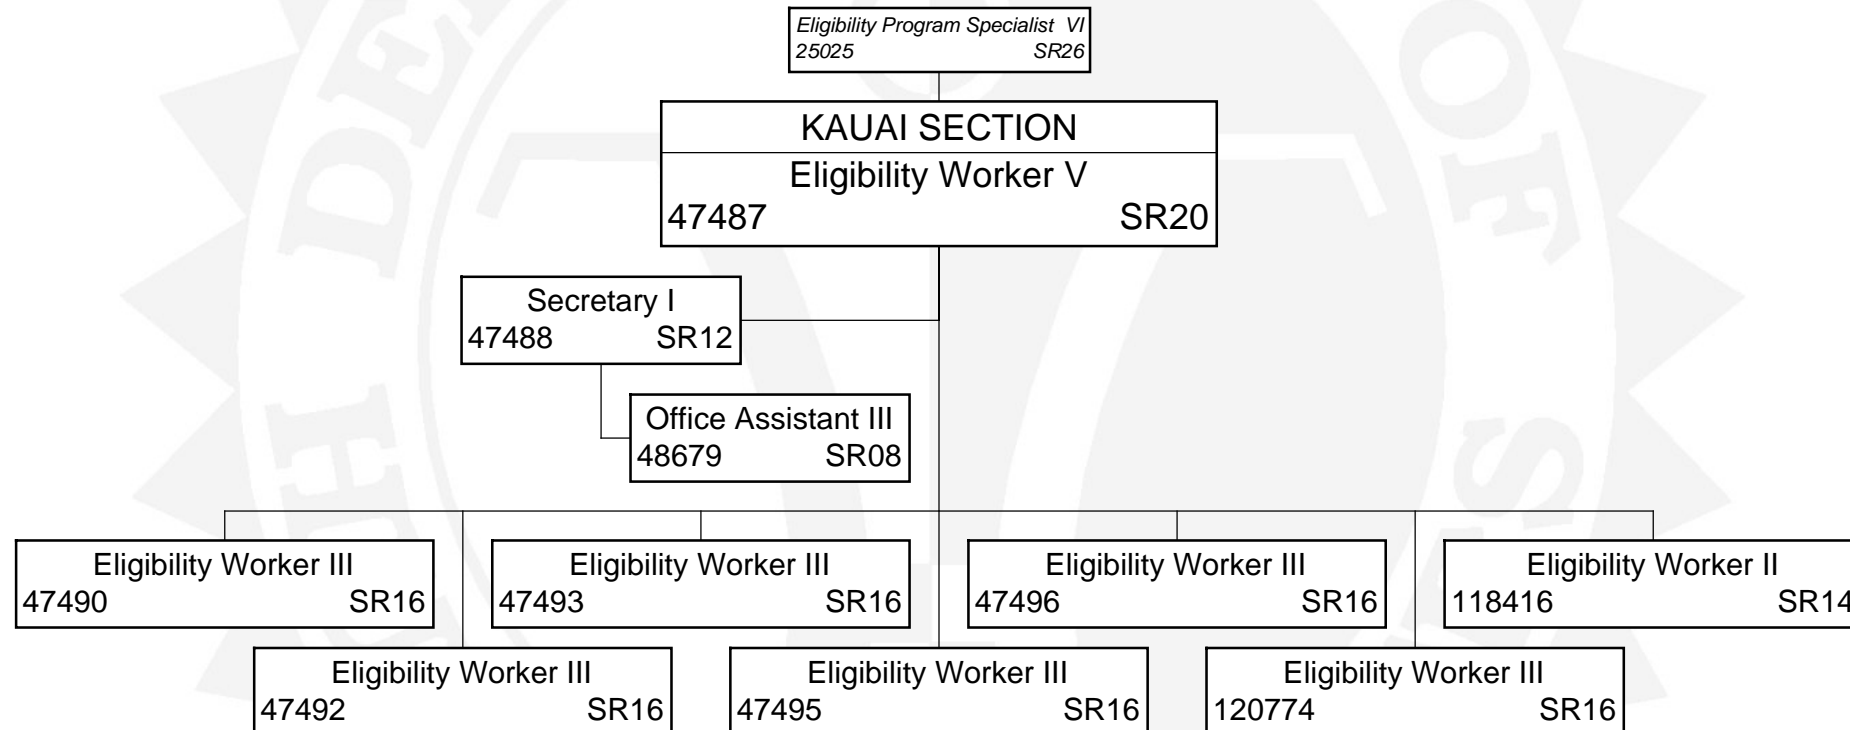 Eligibility Program Specialist VI
25025 SR26
KAUAI SECTION
Eligibility Worker V
47487 SR20
Secretary I
47488 SR12
Office Assistant III
48679 SR08
Eligibility Worker III
47490 SR16
Eligibility Worker III
47493 SR16
Eligibility Worker III
47496 SR16
Eligibility Worker II
118416 SR14
Eligibility Worker III
47492 SR16
Eligibility Worker III
47495 SR16
Eligibility Worker III
120774 SR16